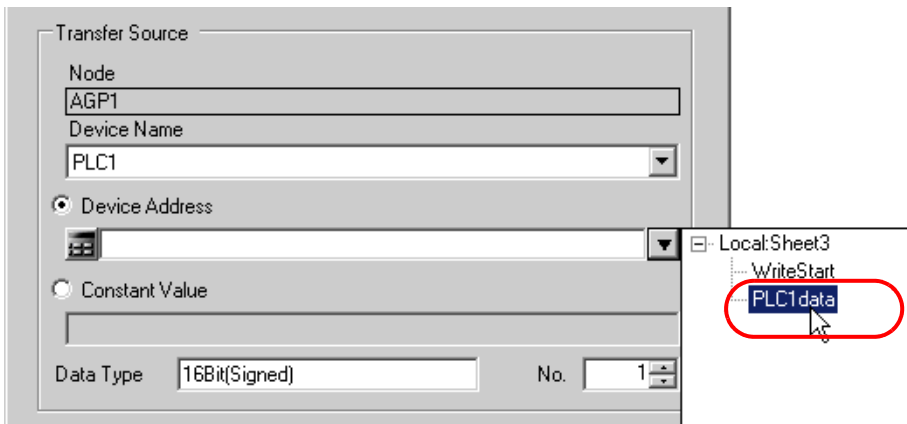 Transfer Source
Node
AGP1
Device Name
PLC1
Device Address
Local:Sheet3
WriteStart
PLC1data
Constant Value
Data Type 16Bit(Signed) No. 1